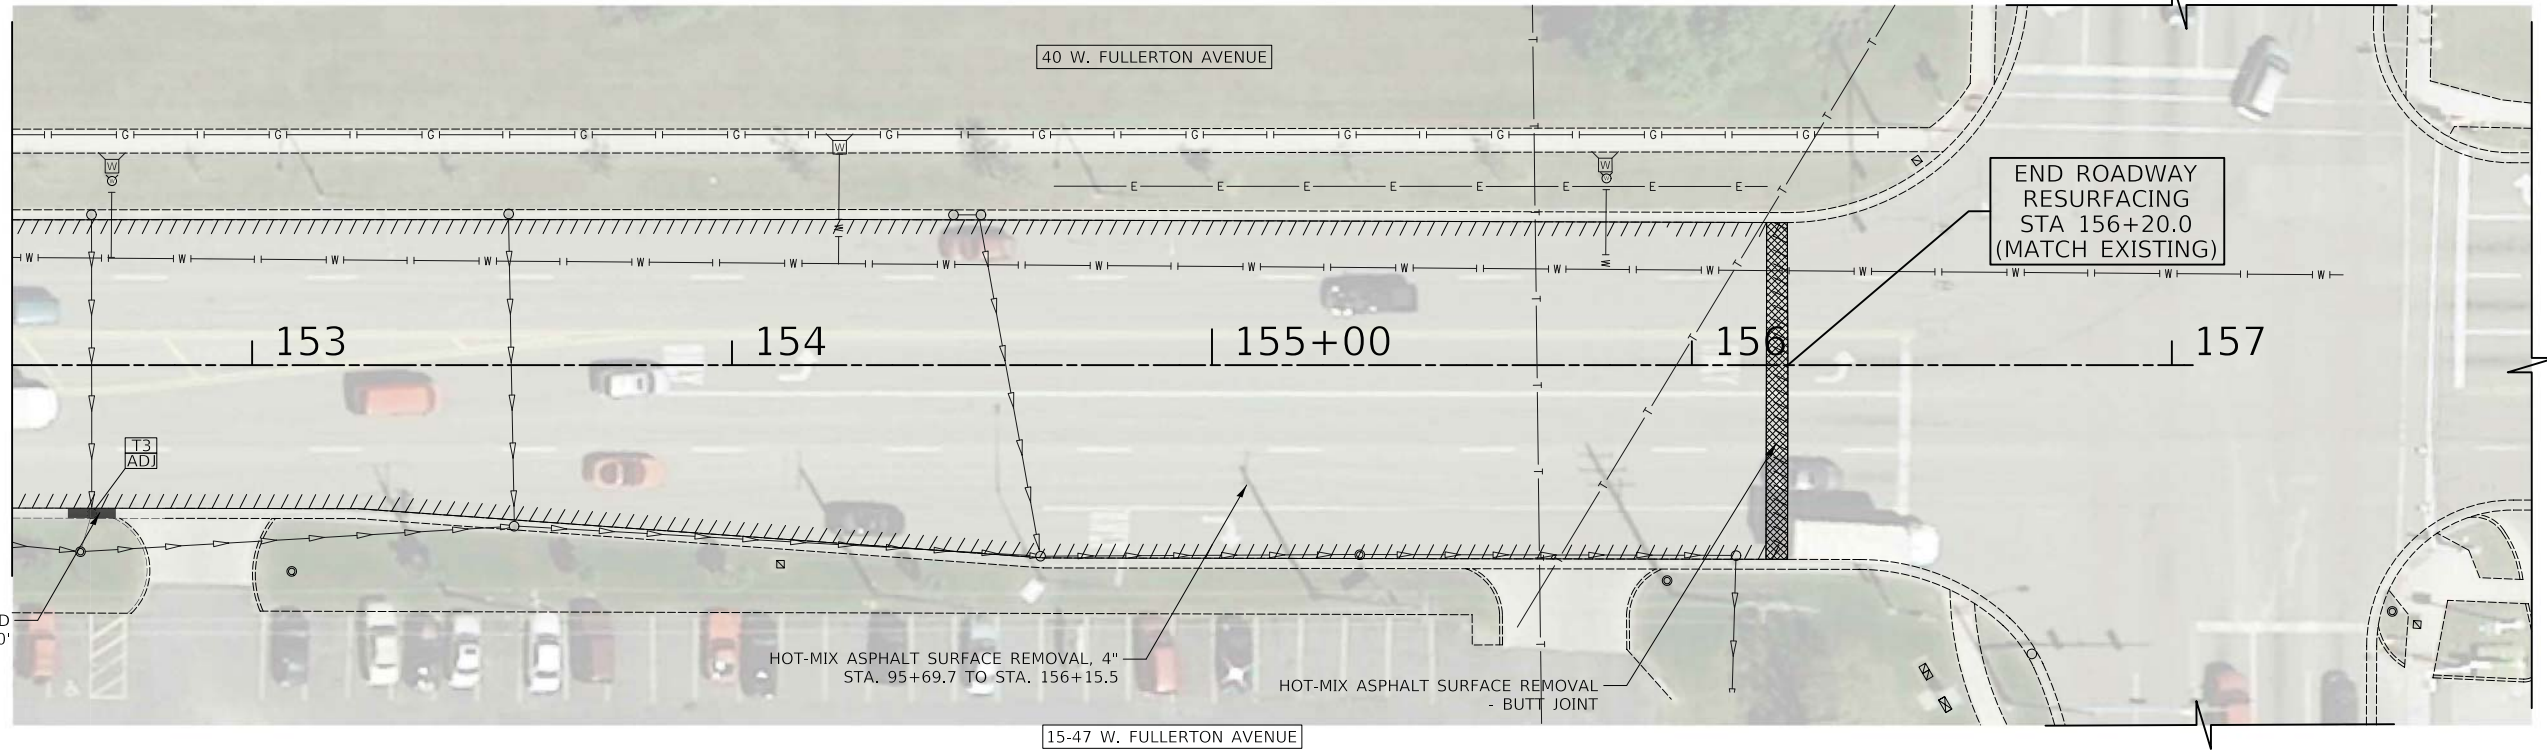 40 W. FULLERTON AVENUE
G G G G G G G G G G G G
W W W
E E E E E E E E
END ROADWAY
RESURFACING
STA 156+20.0
(MATCH EXISTING)
W W W W W W W W W W W W W W W W
153 154 155+00 156 157
T3
ADJ
D
0'
HOT-MIX ASPHALT SURFACE REMOVAL, 4"
STA. 95+69.7 TO STA. 156+15.5
HOT-MIX ASPHALT SURFACE REMOVAL
- BUTT JOINT
15-47 W. FULLERTON AVENUE